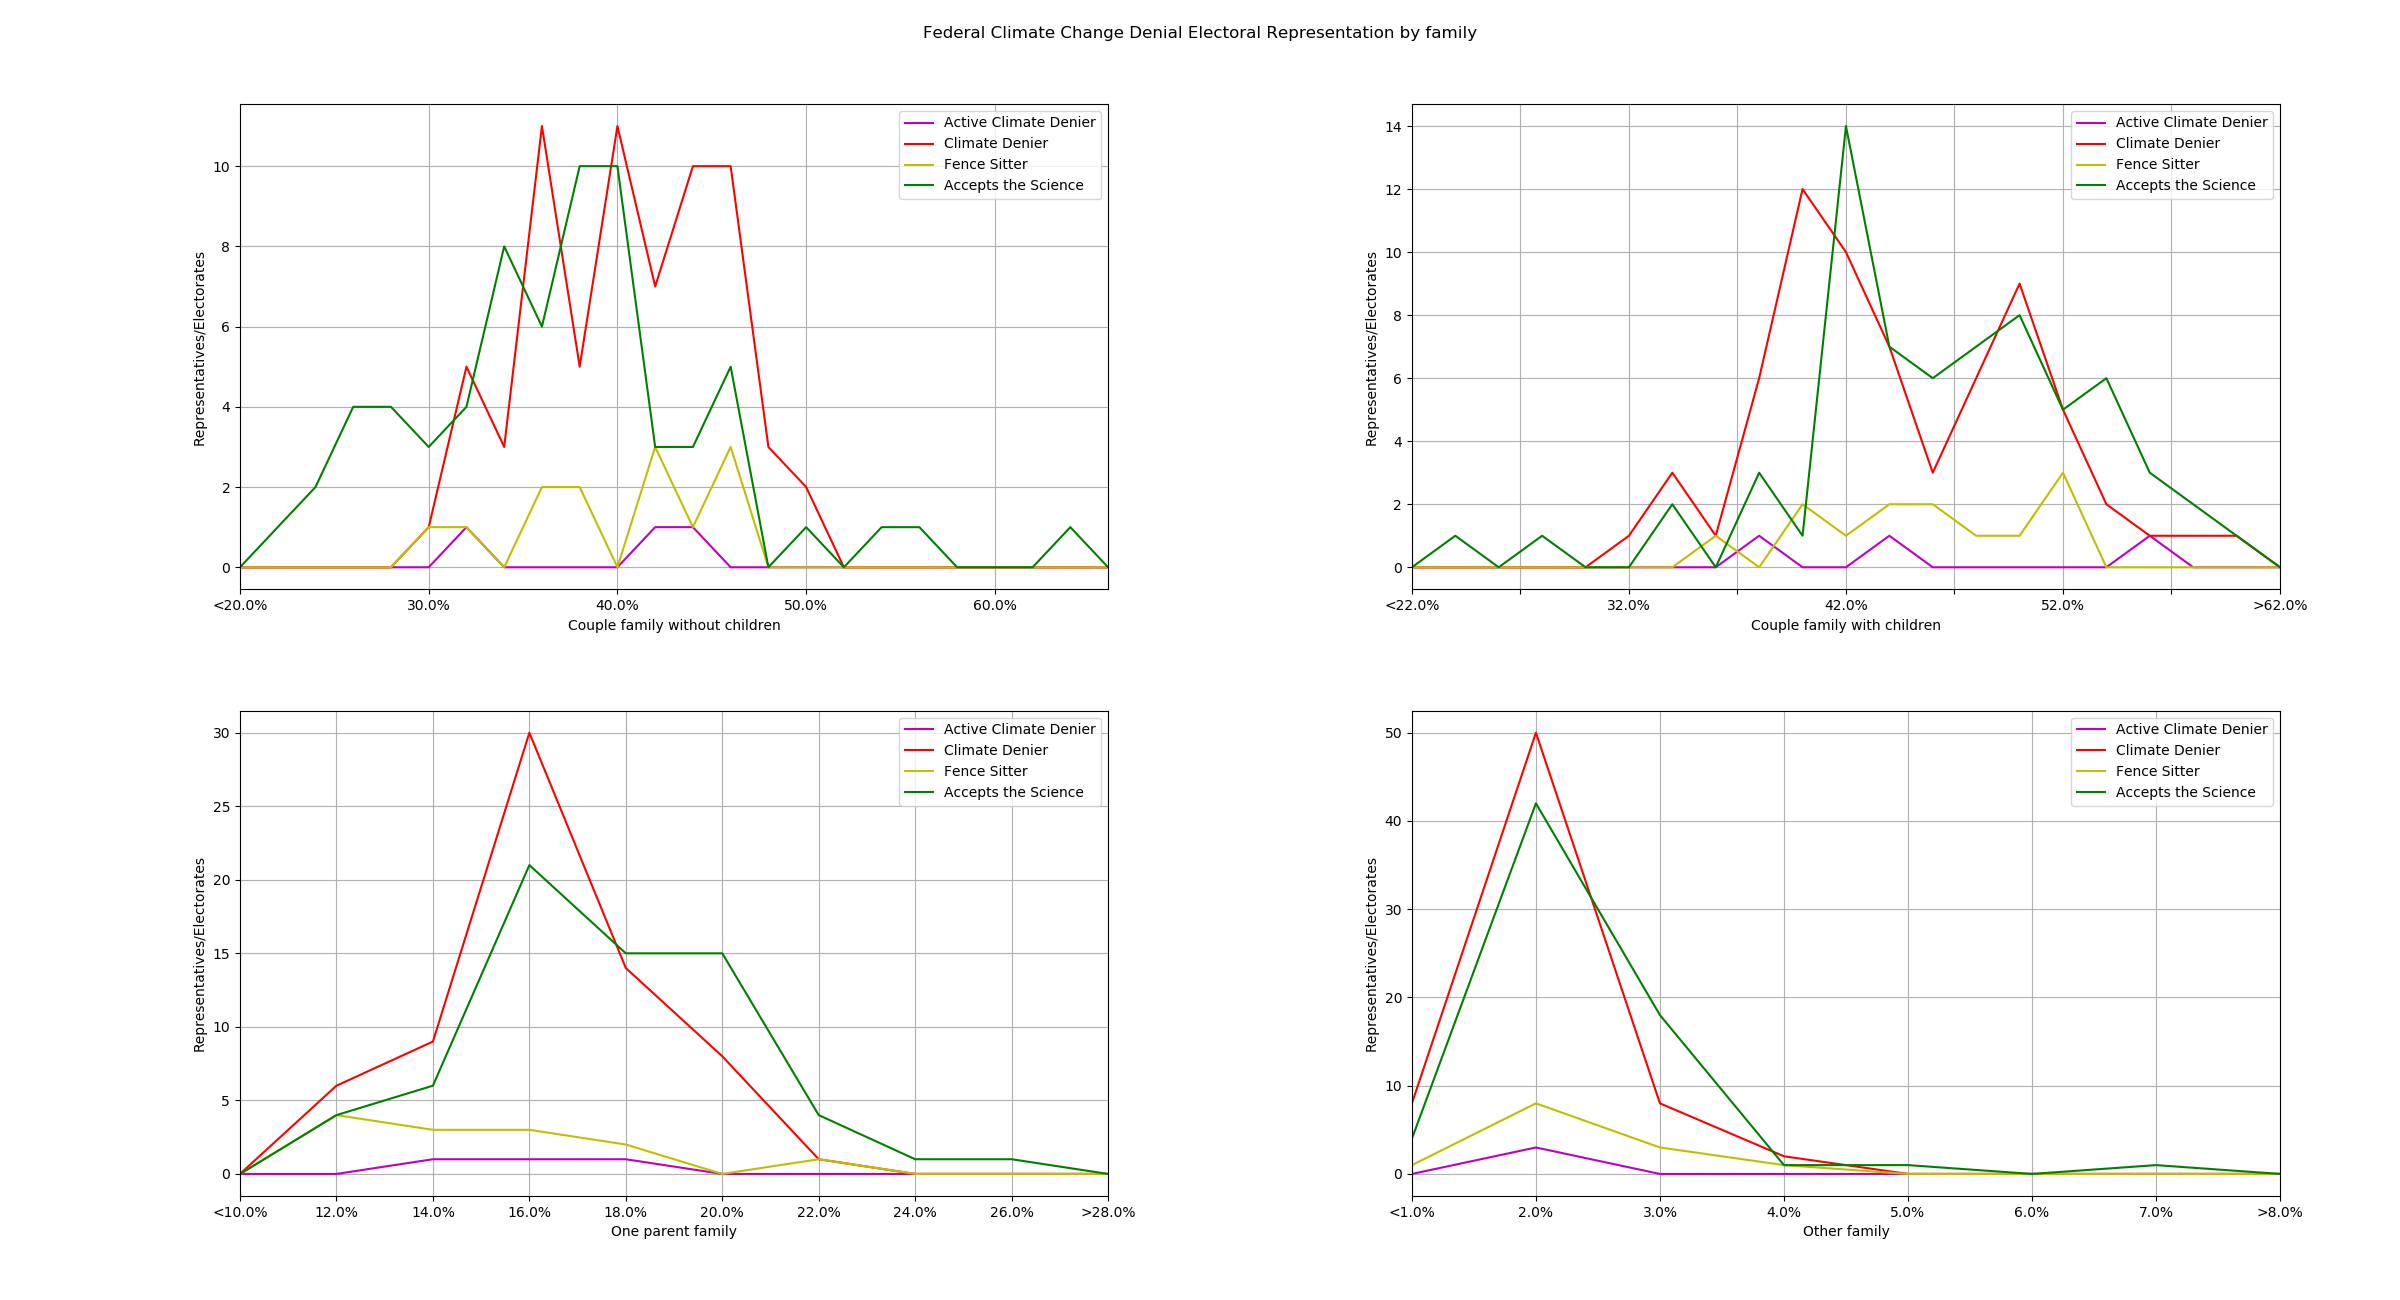 Federal Climate Change Denial Electoral Representation by family
Active Climate Denier
Climate Denier
Fence Sitter
Accepts the Science
10
8
6
4
2
0
Representatives/Electorates
<20.0% 30.0% 40.0% 50.0% 60.0%
Couple family without children
Active Climate Denier
Climate Denier
Fence Sitter
Accepts the Science
14
12
10
8
6
4
2
0
Representatives/Electorates
<22.0% 32.0% 42.0% 52.0% >62.0%
Couple family with children
Active Climate Denier
Climate Denier
Fence Sitter
Accepts the Science
30
25
20
15
10
5
0
Representatives/Electorates
<10.0% 12.0% 14.0% 16.0% 18.0% 20.0% 22.0% 24.0% 26.0% >28.0%
One parent family
Active Climate Denier
Climate Denier
Fence Sitter
Accepts the Science
50
40
30
20
10
0
Representatives/Electorates
<1.0% 2.0% 3.0% 4.0% 5.0% 6.0% 7.0% >8.0%
Other family